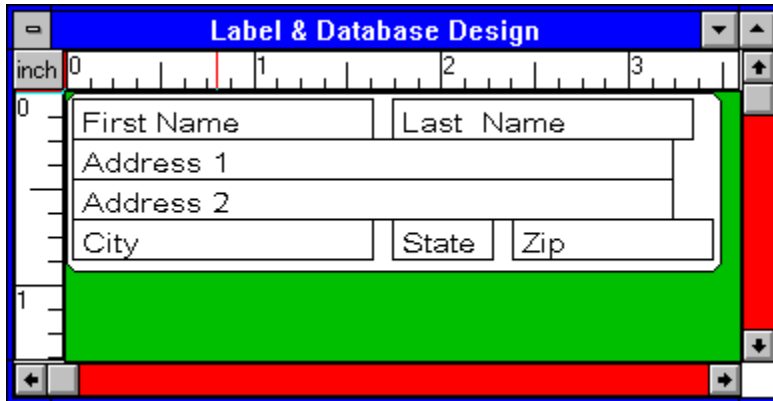 Label & Database Design
inch 0 1 2 3
0
First Name Last Name
Address 1
Address 2
City State Zip
1